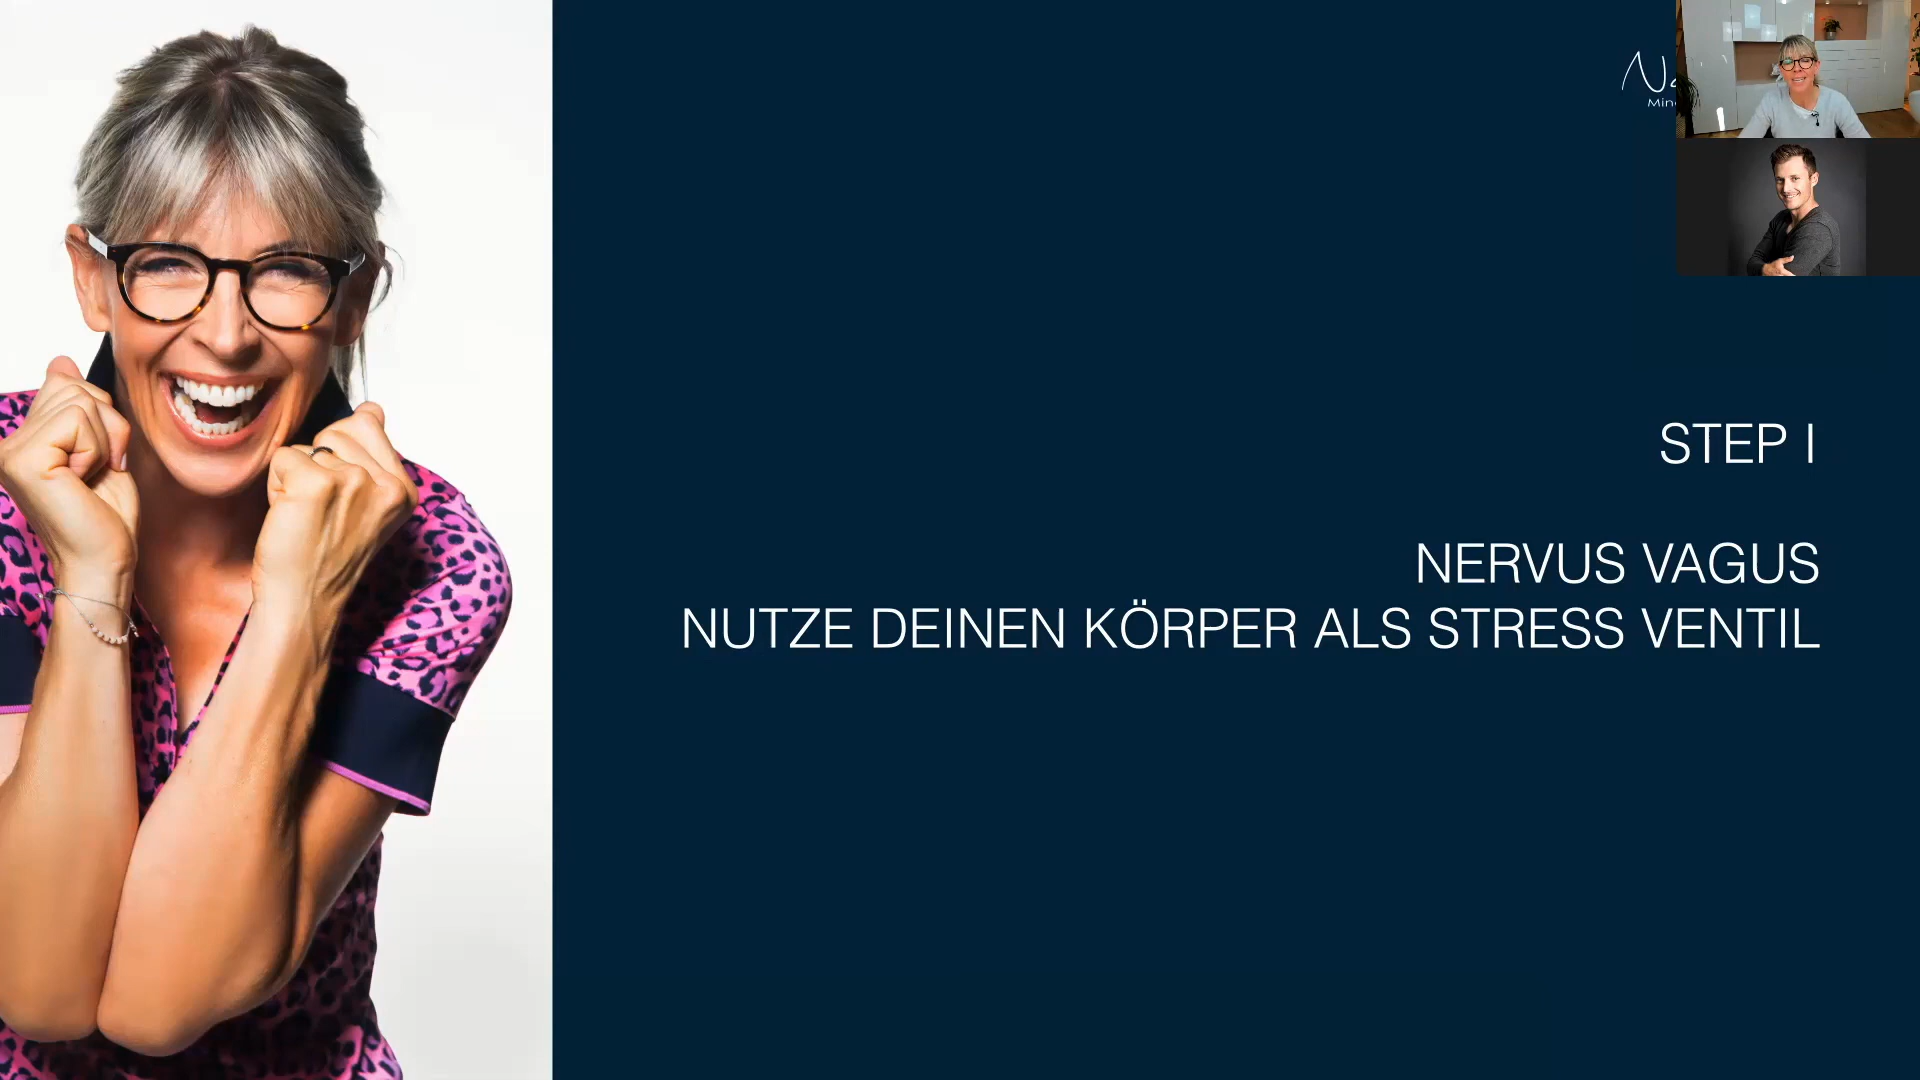 STEP I
NERVUS VAGUS
NUTZE DEINEN KÖRPER ALS STRESS VENTIL